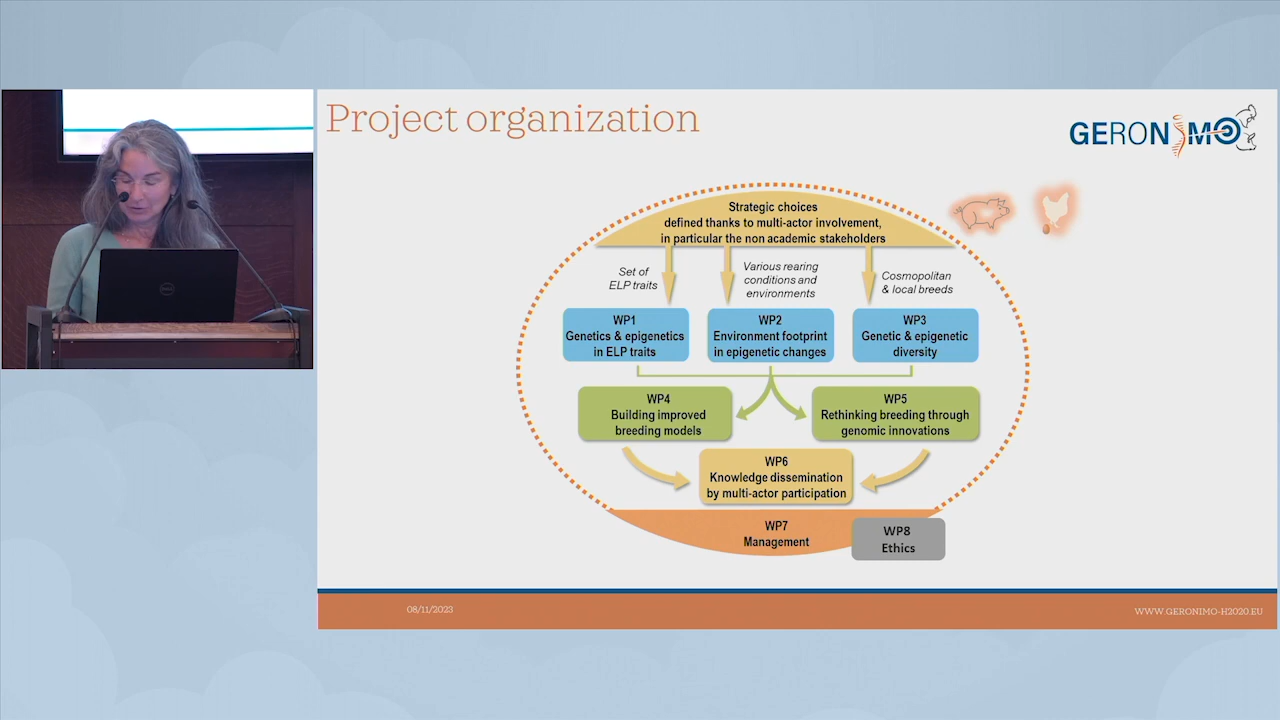 Project organization
GERONIMO
Strategic choices
defined thanks to multi-actor involvement,
in particular the non academic stakeholders
Set of
ELP traits
Various rearing
conditions and
environments
Cosmopolitan
& local breeds
WP1
Genetics & epigenetics
in ELP traits
WP2
Environment footprint
in epigenetic changes
WP3
Genetic & epigenetic
diversity
WP4
Building improved
breeding models
WP5
Rethinking breeding through
genomic innovations
WP6
Knowledge dissemination
by multi-actor participation
WP7
Management
WP8
Ethics
08/11/2023
WWW.GERONIMO-H2020.EU
DELL